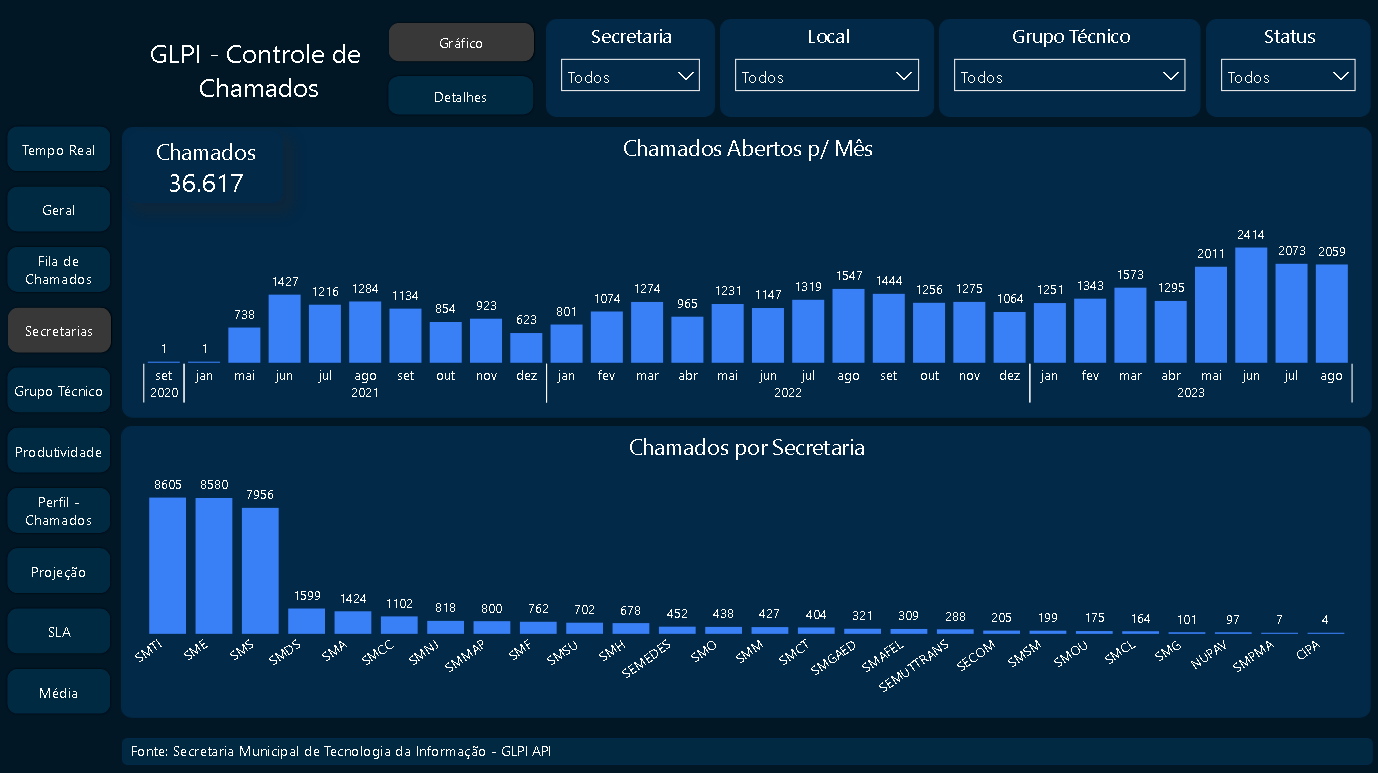 GLPI - Controle de
Chamados
Gráfico
Detalhes
Secretaria
Todos
Local
Todos
Grupo Técnico
Todos
Status
Todos
Tempo Real
Geral
Fila de
Chamados
Secretarias
Grupo Técnico
Produtividade
Perfil -
Chamados
Projeção
SLA
Média
Chamados
36.617
Chamados Abertos p/ Mês
1 1 738 1427 1216 1284 1134 854 923 623 801 1074 1274 965 1231 1147 1319 1547 1444 1256 1275 1064 1251 1343 1573 1295 2011 2414 2073 2059
set jan mai jun jul ago set out nov dez jan fev mar abr mai jun jul ago set out nov dez jan fev mar abr mai jun jul ago
2020 2021 2022 2023
Chamados por Secretaria
8605 8580 7956 1599 1424 1102 818 800 762 702 678 452 438 427 404 321 309 288 205 199 175 164 101 97 7 4
SMTI SME SMS SMDS SMA SMCC SMNJ SMMAP SMF SMSU SMH SEMEDES SMO SMM SMCT SMGAED SMAFEL SEMUTTRANS SECOM SMSM SMOU SMCL SMG NUPAV SMPMA CIPA
Fonte: Secretaria Municipal de Tecnologia da Informação - GLPI API